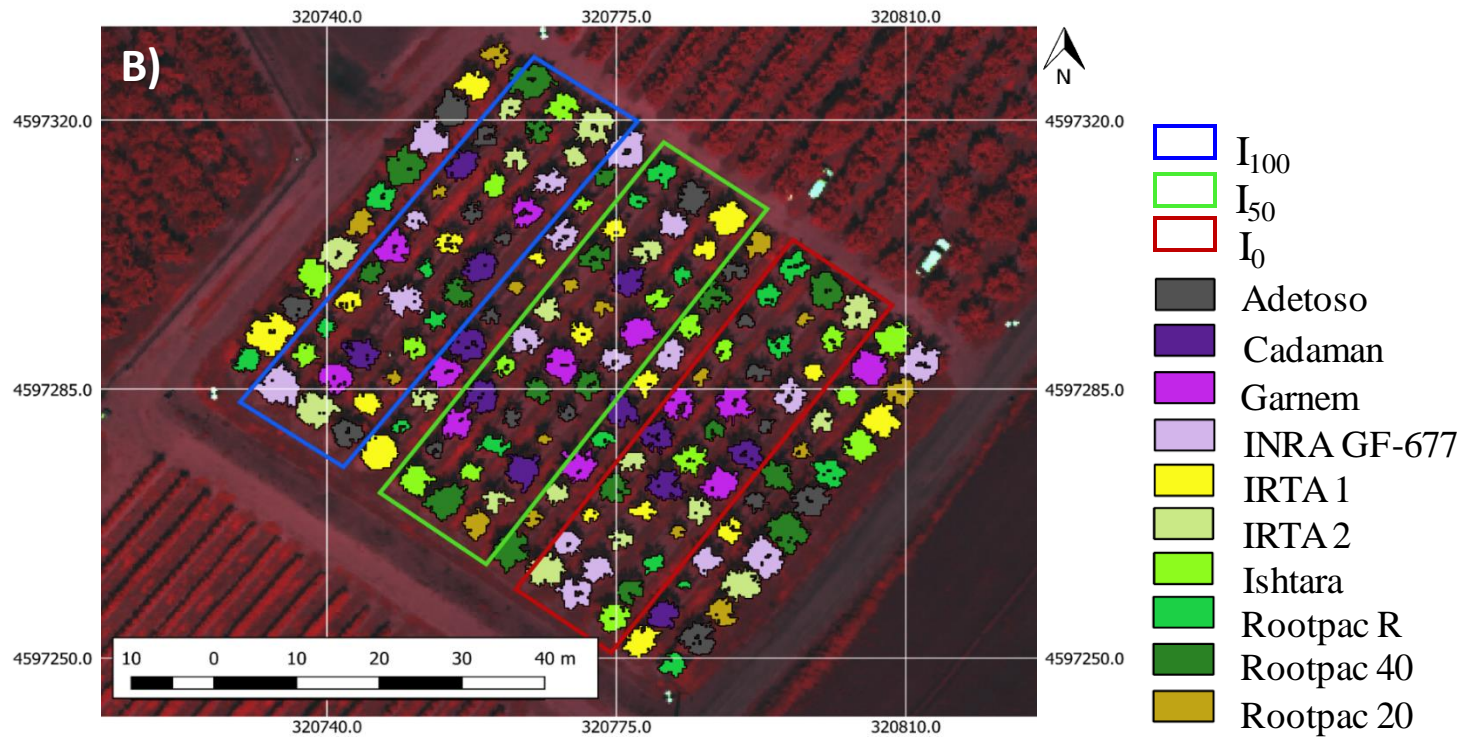 320740.0 320775.0 320810.0
B)
N
4597320.0 4597320.0
I100
I50
I0
Adetoso
Cadaman
4597285.0 4597285.0
Garnem
INRA GF-677
IRTA 1
IRTA 2
Ishtara
Rootpac R
10 0 10 20 30 40 m
4597250.0 4597250.0
Rootpac 40
Rootpac 20
320740.0 320775.0 320810.0